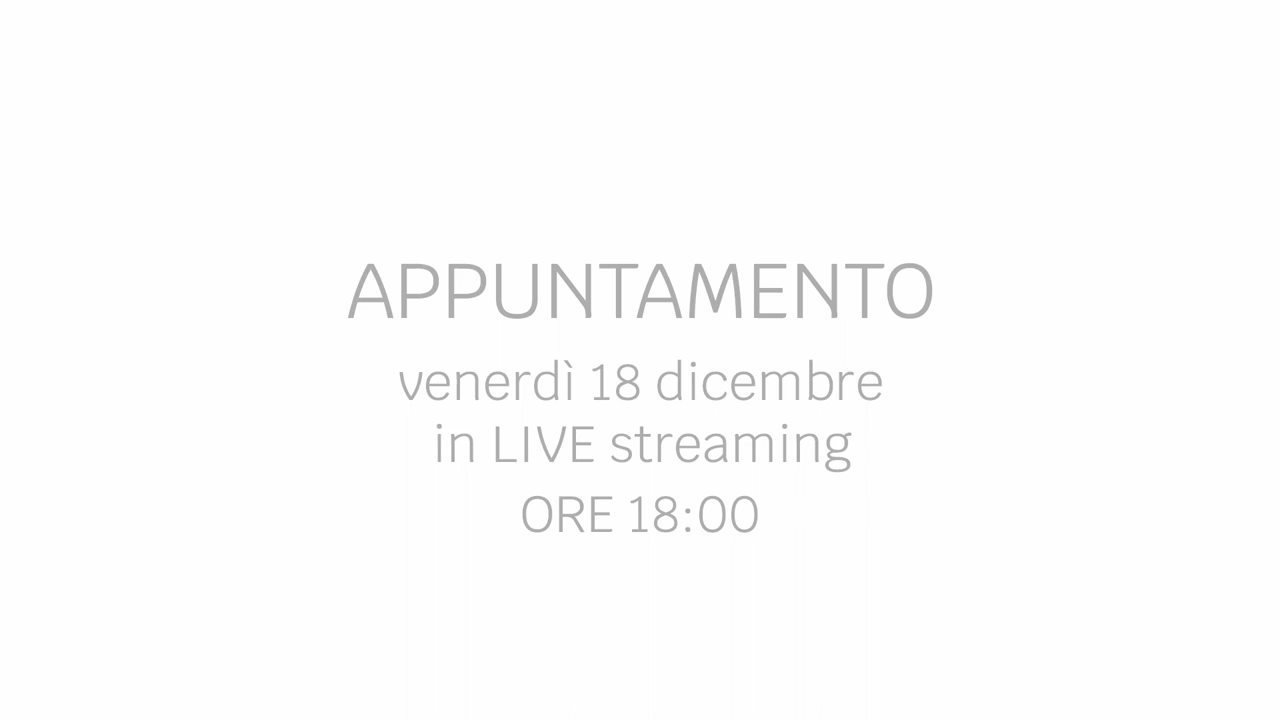 APPUNTAMENTO
venerdì 18 dicembre
in LIVE streaming
ORE 18:00